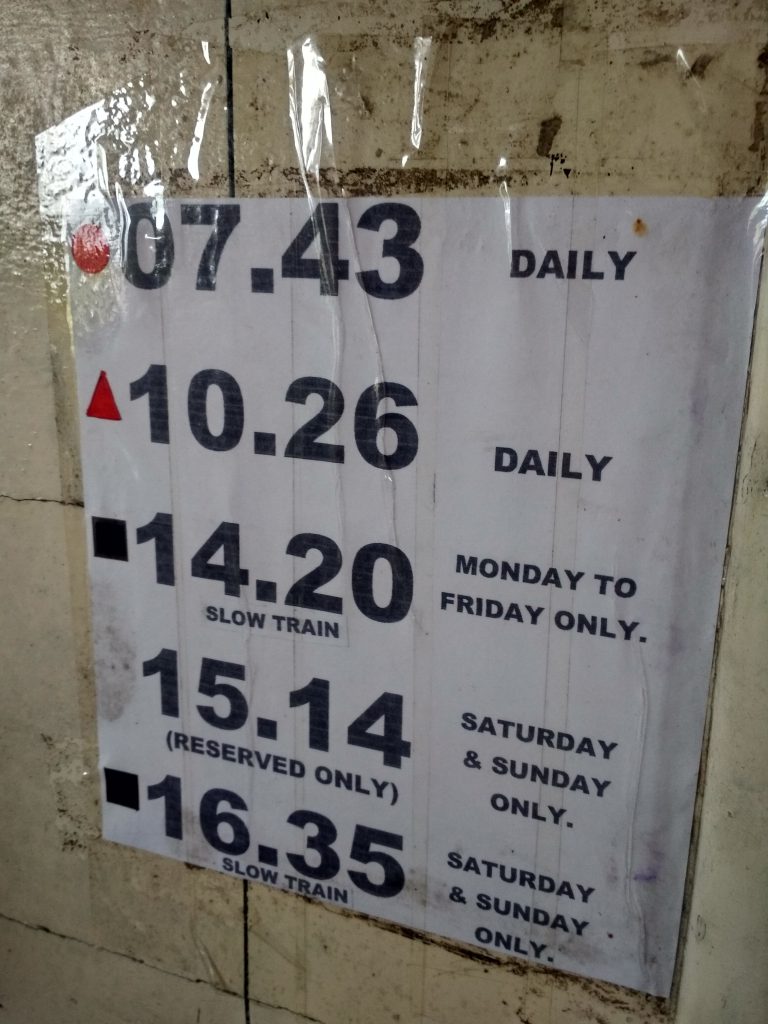 07.43 DAILY
10.26 DAILY
14.20 MONDAY TO
SLOW TRAIN FRIDAY ONLY.
15.14 SATURDAY
(RESERVED ONLY) & SUNDAY
ONLY.
16.35 SATURDAY
SLOW TRAIN & SUNDAY
ONLY.